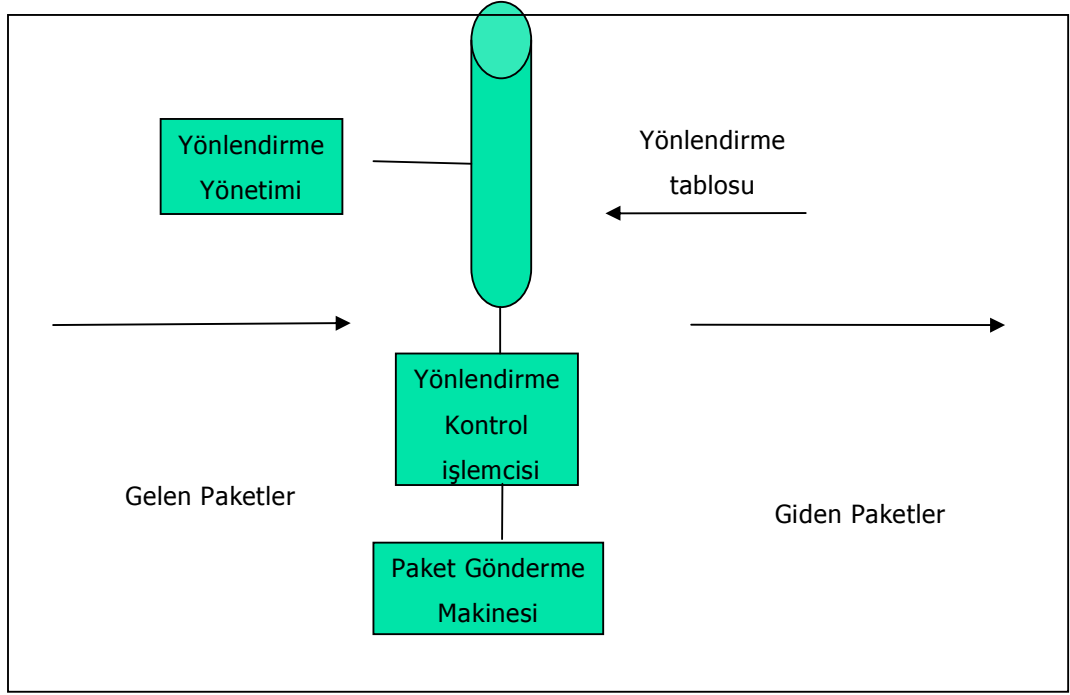 Yönlendirme
Yönetimi
Yönlendirme
tablosu
Yönlendirme
Kontrol
işlemcisi
Gelen Paketler
Giden Paketler
Paket Gönderme
Makinesi